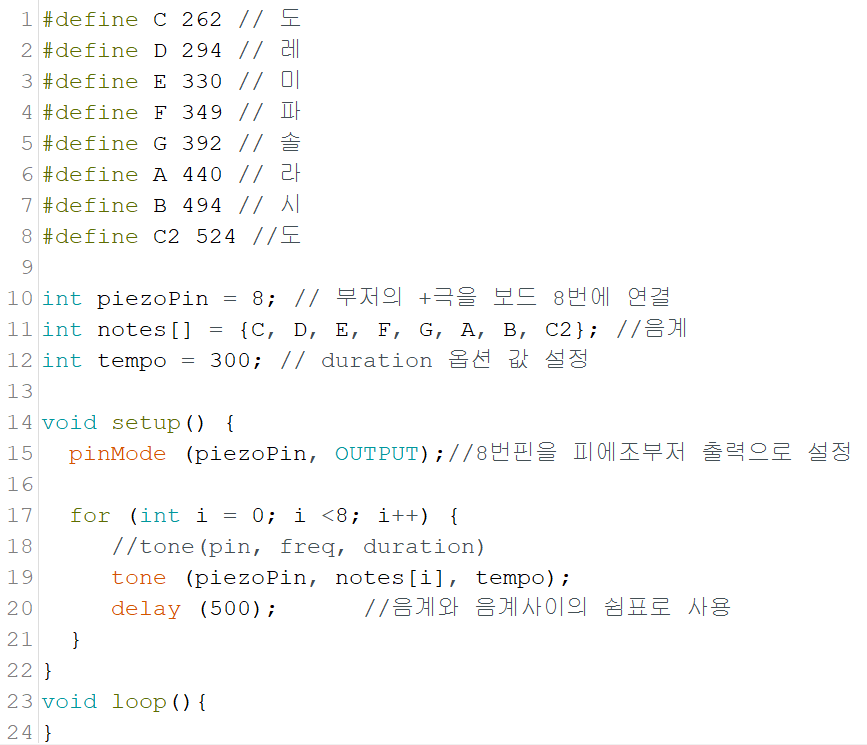 1 #define C 262 // 도
2 #define D 294 // 레
3 #define E 330 // 미
4 #define F 349 // 파
5 #define G 392 // 솔
6 #define A 440 // 라
7 #define B 494 // 시
8 #define C2 524 //도
9
10 int piezoPin = 8; // 부저의 +극을 보드 8번에 연결
11 int notes[] = {C, D, E, F, G, A, B, C2}; //음계
12 int tempo = 300; // duration 옵션 값 설정
13
14 void setup() {
15   pinMode (piezoPin, OUTPUT);//8번핀을 피에조부저 출력으로 설정
16
17   for (int i = 0; i <8; i++) {
18      //tone(pin, freq, duration)
19      tone (piezoPin, notes[i], tempo);
20      delay (500);      //음계와 음계사이의 쉼표로 사용
21   }
22 }
23 void loop(){
24 }